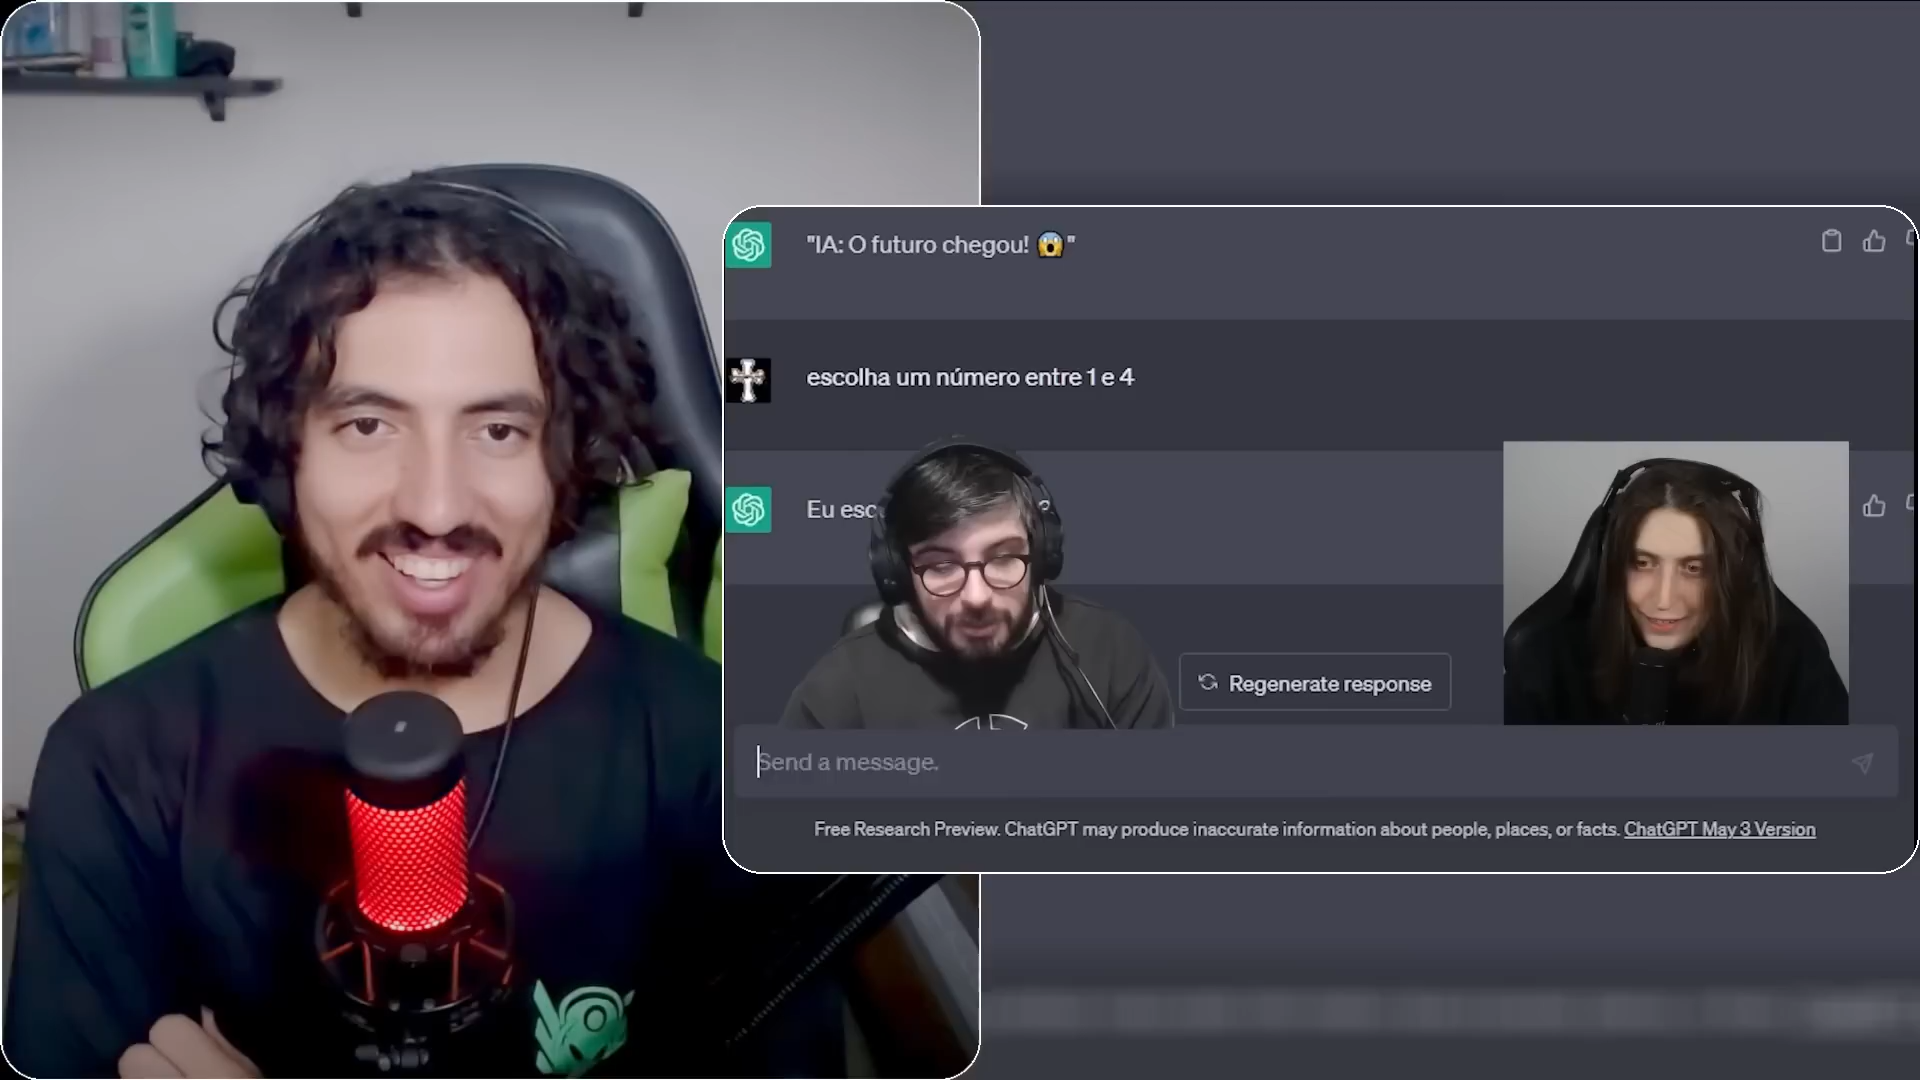 "IA: O futuro chegou! 😱"
escolha um número entre 1 e 4
Eu
Regenerate response
Send a message.
Free Research Preview. ChatGPT may produce inaccurate information about people, places, or facts. ChatGPT May 3 Version